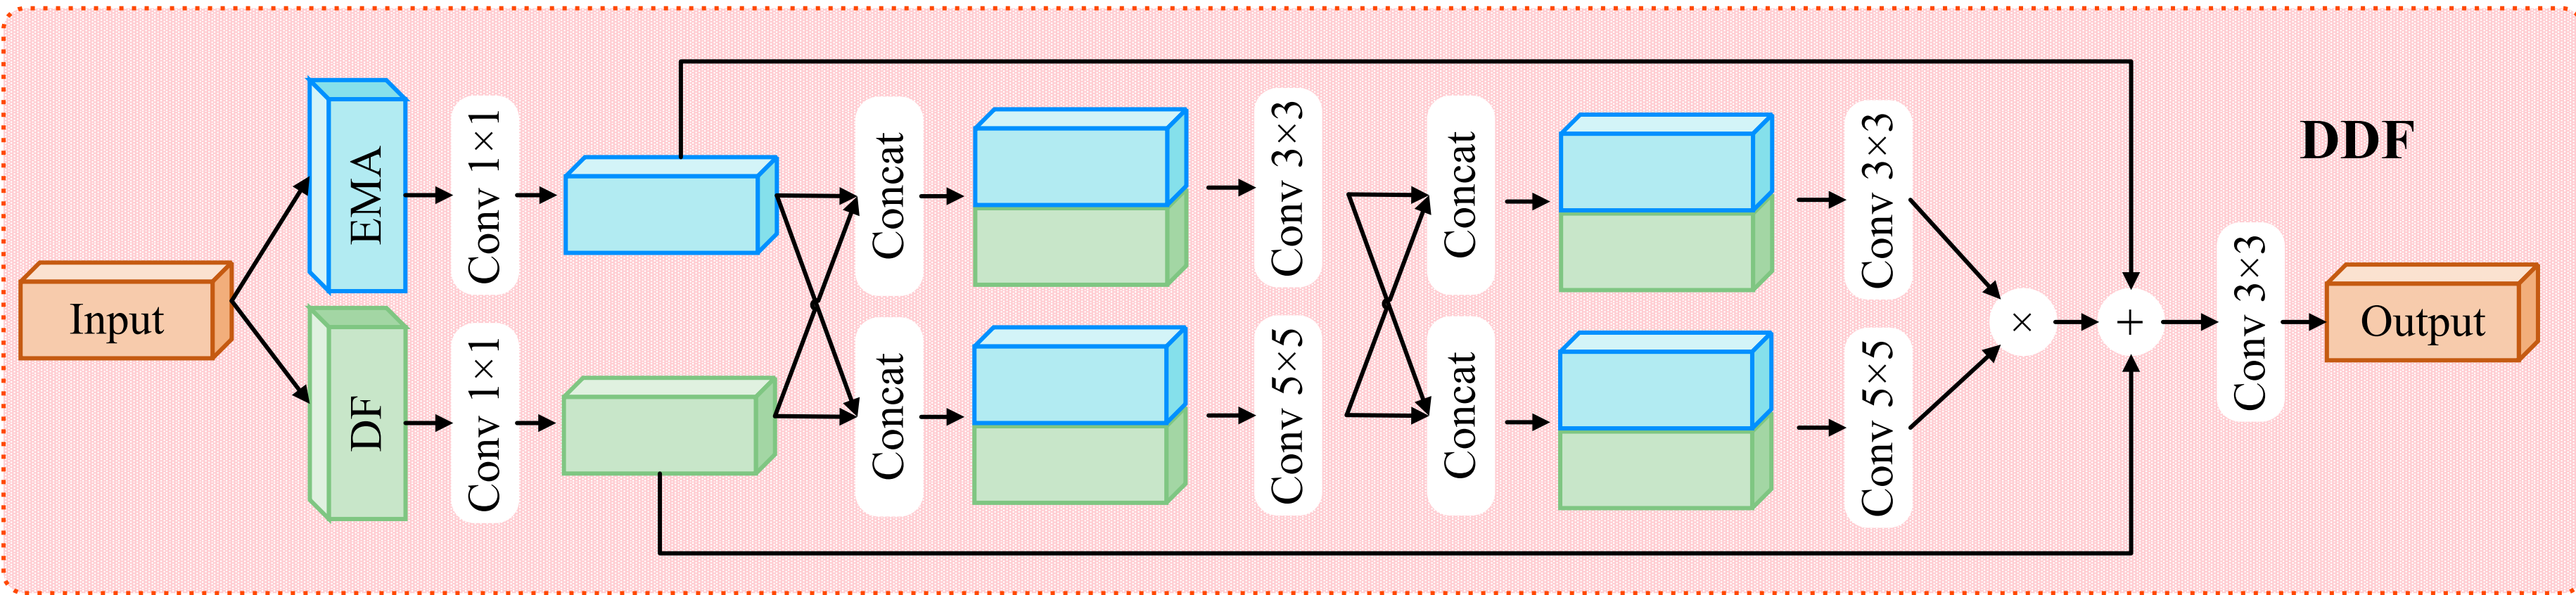 DDF
Input
EMA
DF
Conv 1×1
Conv 1×1
Concat
Concat
Conv 3×3
Conv 5×5
Concat
Concat
Conv 3×3
Conv 5×5
×
+
Conv 3×3
Output